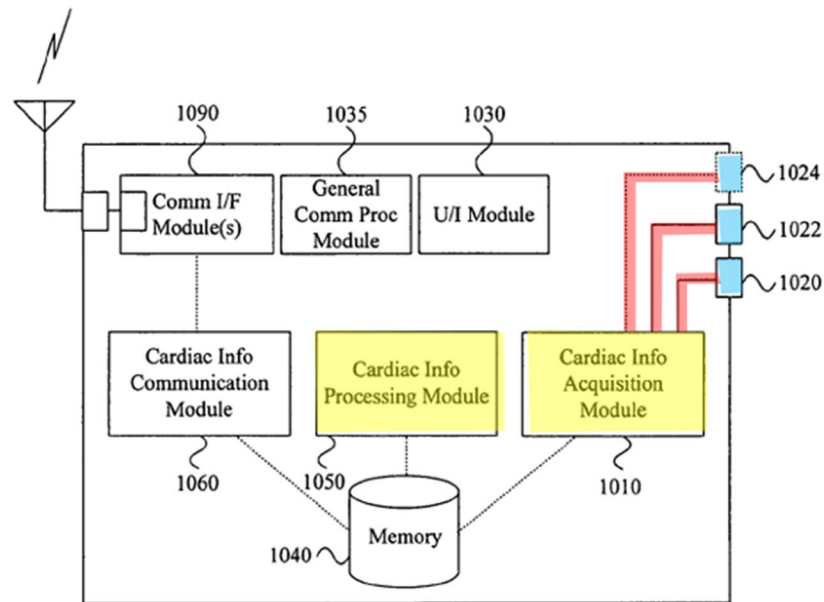 1090
1035
1030
Comm I/F
Module(s)
General
Comm Proc
Module
U/I Module
1024
1022
1020
Cardiac Info
Communication
Module
Cardiac Info
Processing Module
Cardiac Info
Acquisition
Module
1060
1050
1010
1040
Memory